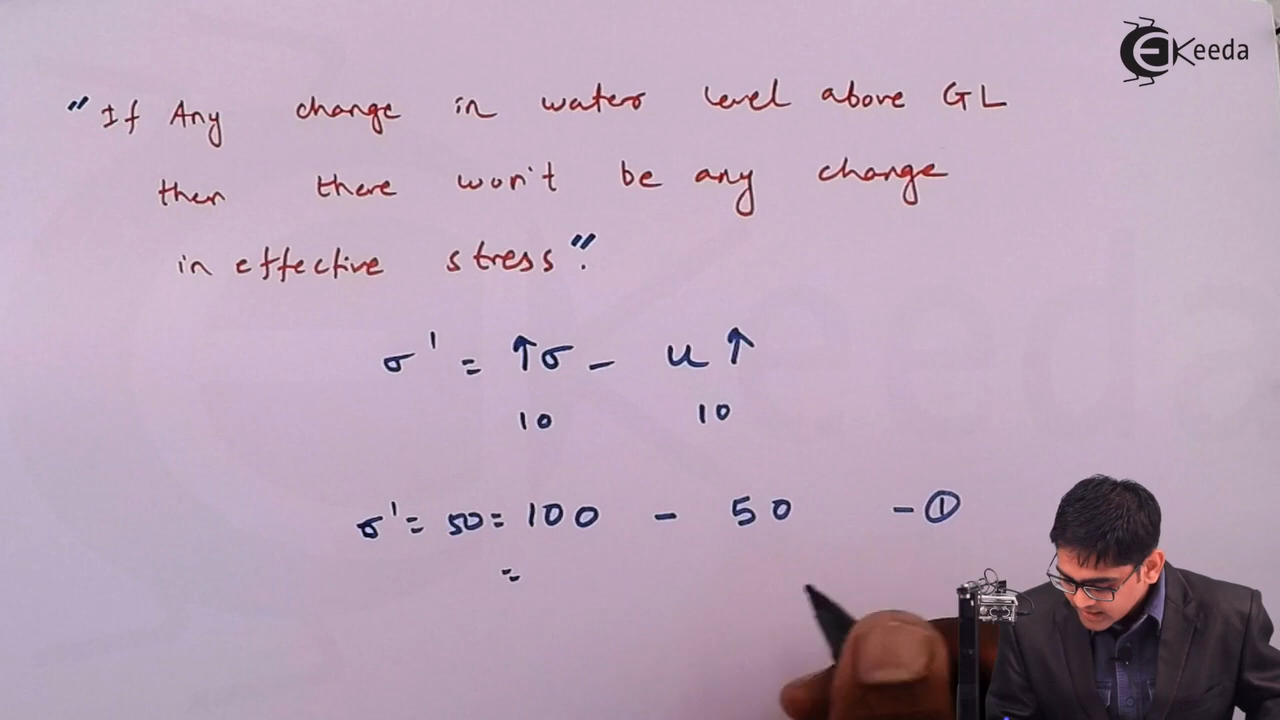 EKeeda
"If Any change in water level above GL
then there won't be any change
in effective stress".
σ' = ↑σ - u↑
10 10
σ' = 50 = 100 - 50 - ①
=